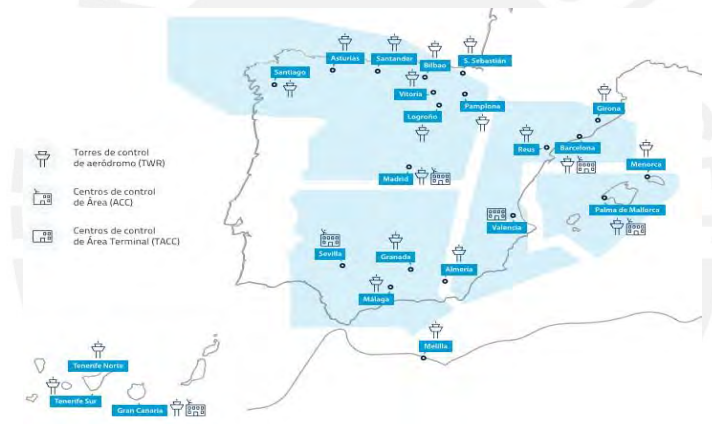 Asturias
Santander
Bilbao
S. Sebastián
Santiago
Vitoria
Pamplona
Logroño
Girona
Reus
Barcelona
Menorca
Torres de control
de aeródromo (TWR)
Madrid
Centros de control
de Área (ACC)
Palma de Mallorca
Centros de control
de Área Terminal (TACC)
Valencia
Sevilla
Granada
Almería
Málaga
Melilla
Tenerife Norte
Tenerife Sur
Gran Canaria